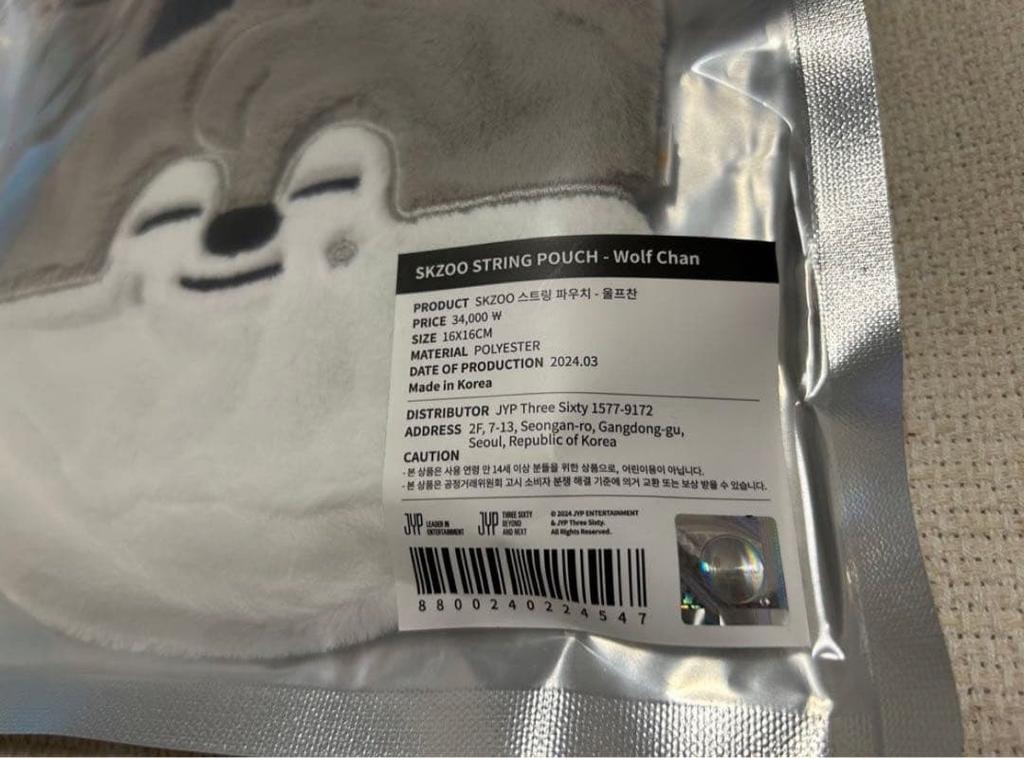 SKZOO STRING POUCH - Wolf Chan
PRODUCT SKZOO 스트링 파우치 - 울프찬
PRICE 34,000 ₩
SIZE 16X16CM
MATERIAL POLYESTER
DATE OF PRODUCTION 2024.03
Made in Korea
DISTRIBUTOR JYP Three Sixty 1577-9172
ADDRESS 2F, 7-13, Seongan-ro, Gangdong-gu,
Seoul, Republic of Korea
CAUTION
- 본 상품은 사용 연령 만 14세 이상 분들을 위한 상품으로, 어린이용이 아닙니다.
- 본 상품은 공정거래위원회 고시 소비자 분쟁 해결 기준에 의거 교환 또는 보상 받을 수 있습니다.
JYP LEADER IN
ENTERTAINMENT
JYP THREE SIXTY
BEYOND
AND NEXT
© 2024 JYP ENTERTAINMENT
& JYP Three Sixty.
All Rights Reserved.
8800240224547